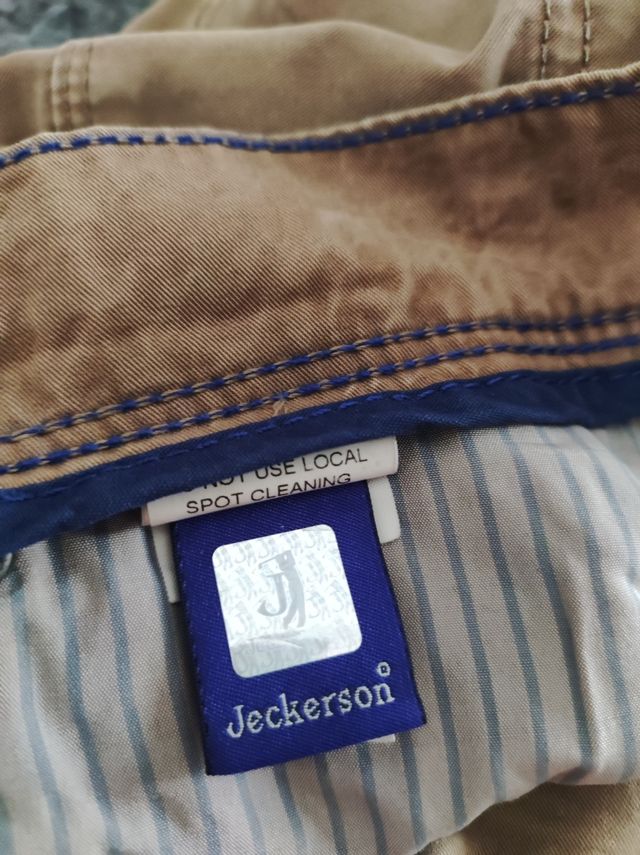 NOT USE LOCAL
SPOT CLEANING
J
Jeckerson®